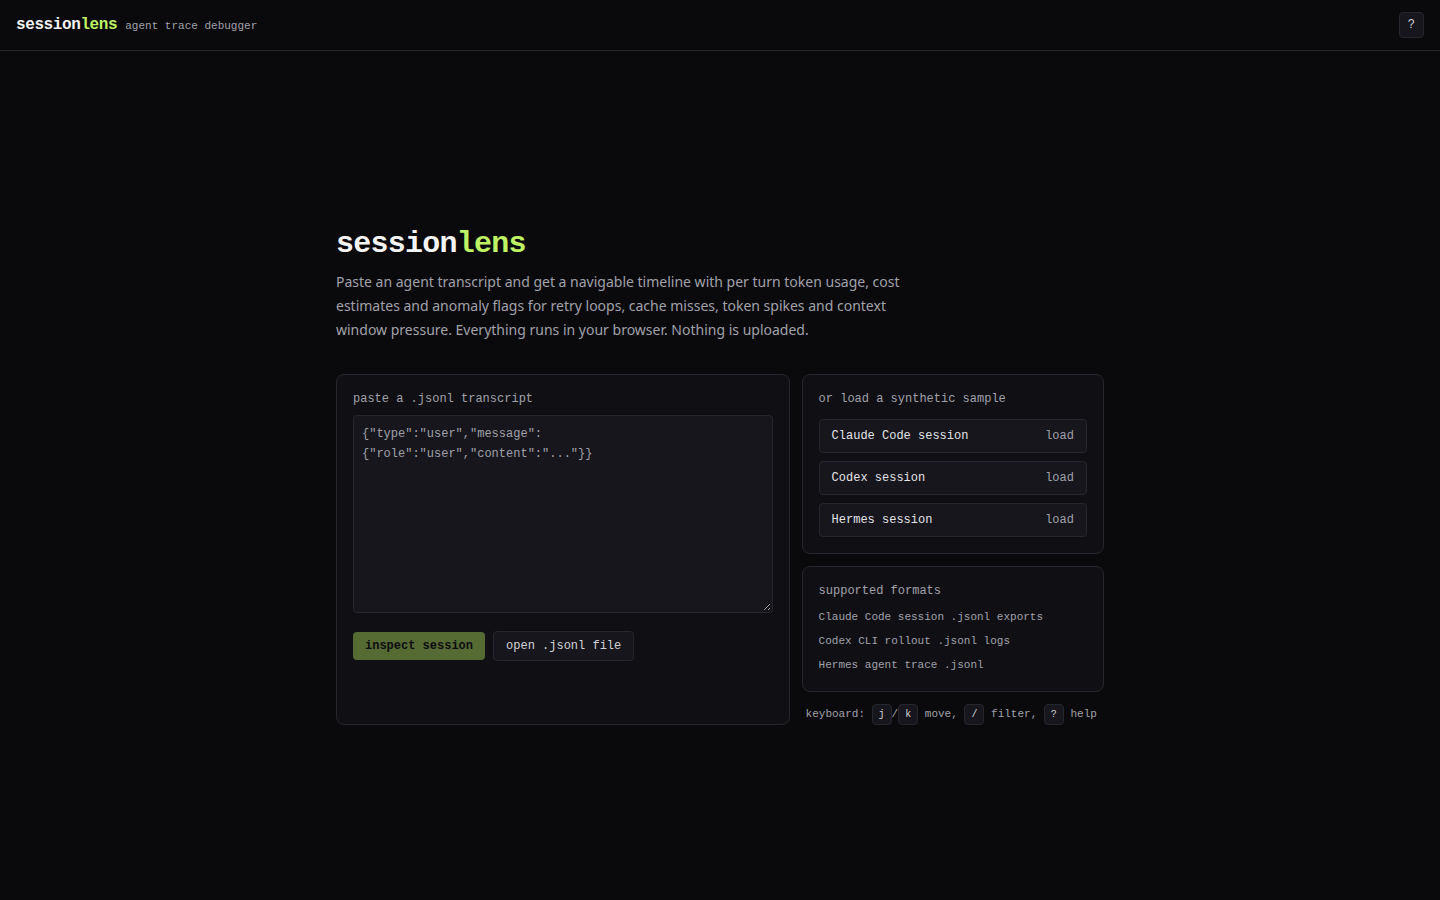 sessionlens agent trace debugger
?
sessionlens
Paste an agent transcript and get a navigable timeline with per turn token usage, cost
estimates and anomaly flags for retry loops, cache misses, token spikes and context
window pressure. Everything runs in your browser. Nothing is uploaded.
paste a .jsonl transcript
{"type":"user","message":
{"role":"user","content":"..."}}
inspect session
open .jsonl file
or load a synthetic sample
Claude Code session load
Codex session load
Hermes session load
supported formats
Claude Code session .jsonl exports
Codex CLI rollout .jsonl logs
Hermes agent trace .jsonl
keyboard: j/k move, / filter, ? help